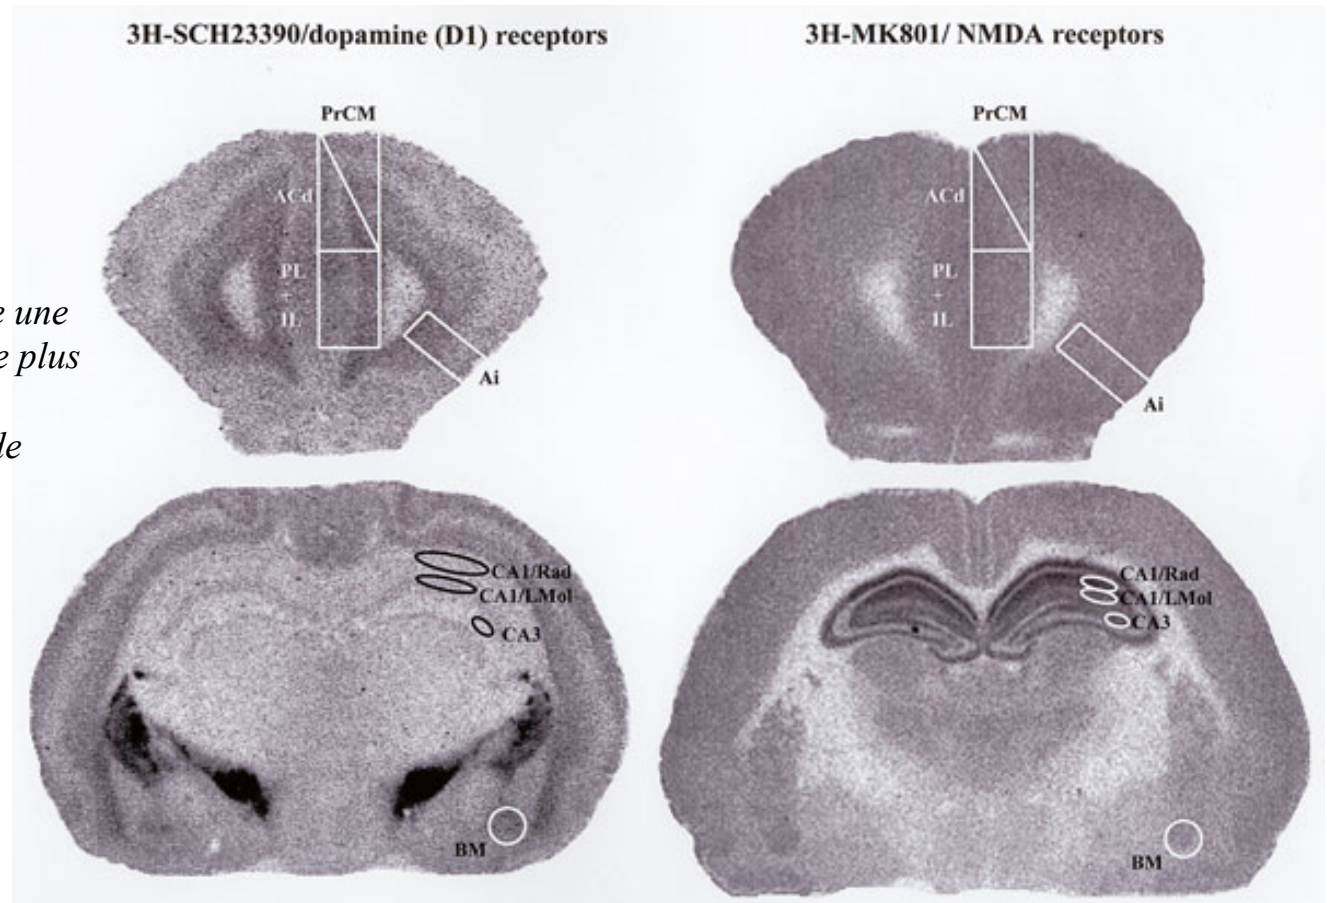 3H-SCH23390/dopamine (D1) receptors
3H-MK801/ NMDA receptors
PrCM
ACd
PL
+
IL
Ai
PrCM
ACd
PL
+
IL
Ai
e une
e plus
CA1/Rad
CA1/LMol
CA3
BM
CA1/Rad
CA1/LMol
CA3
BM